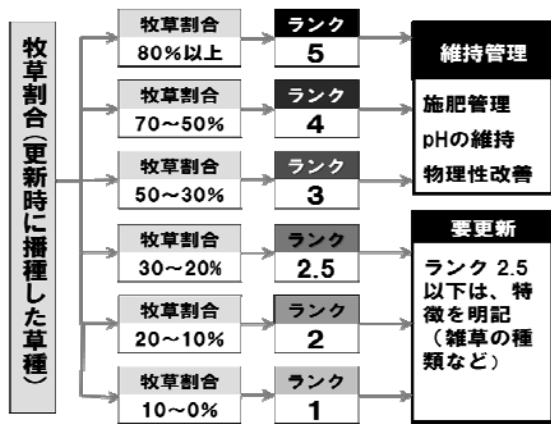 牧草割合(更新時に播種した草種)
牧草割合
80%以上
ランク
5
牧草割合
70～50%
ランク
4
牧草割合
50～30%
ランク
3
牧草割合
30～20%
ランク
2.5
牧草割合
20～10%
ランク
2
牧草割合
10～0%
ランク
1
維持管理
施肥管理
pHの維持
物理性改善
要更新
ランク 2.5
以下は、特
徴を明記
（雑草の種
類など）